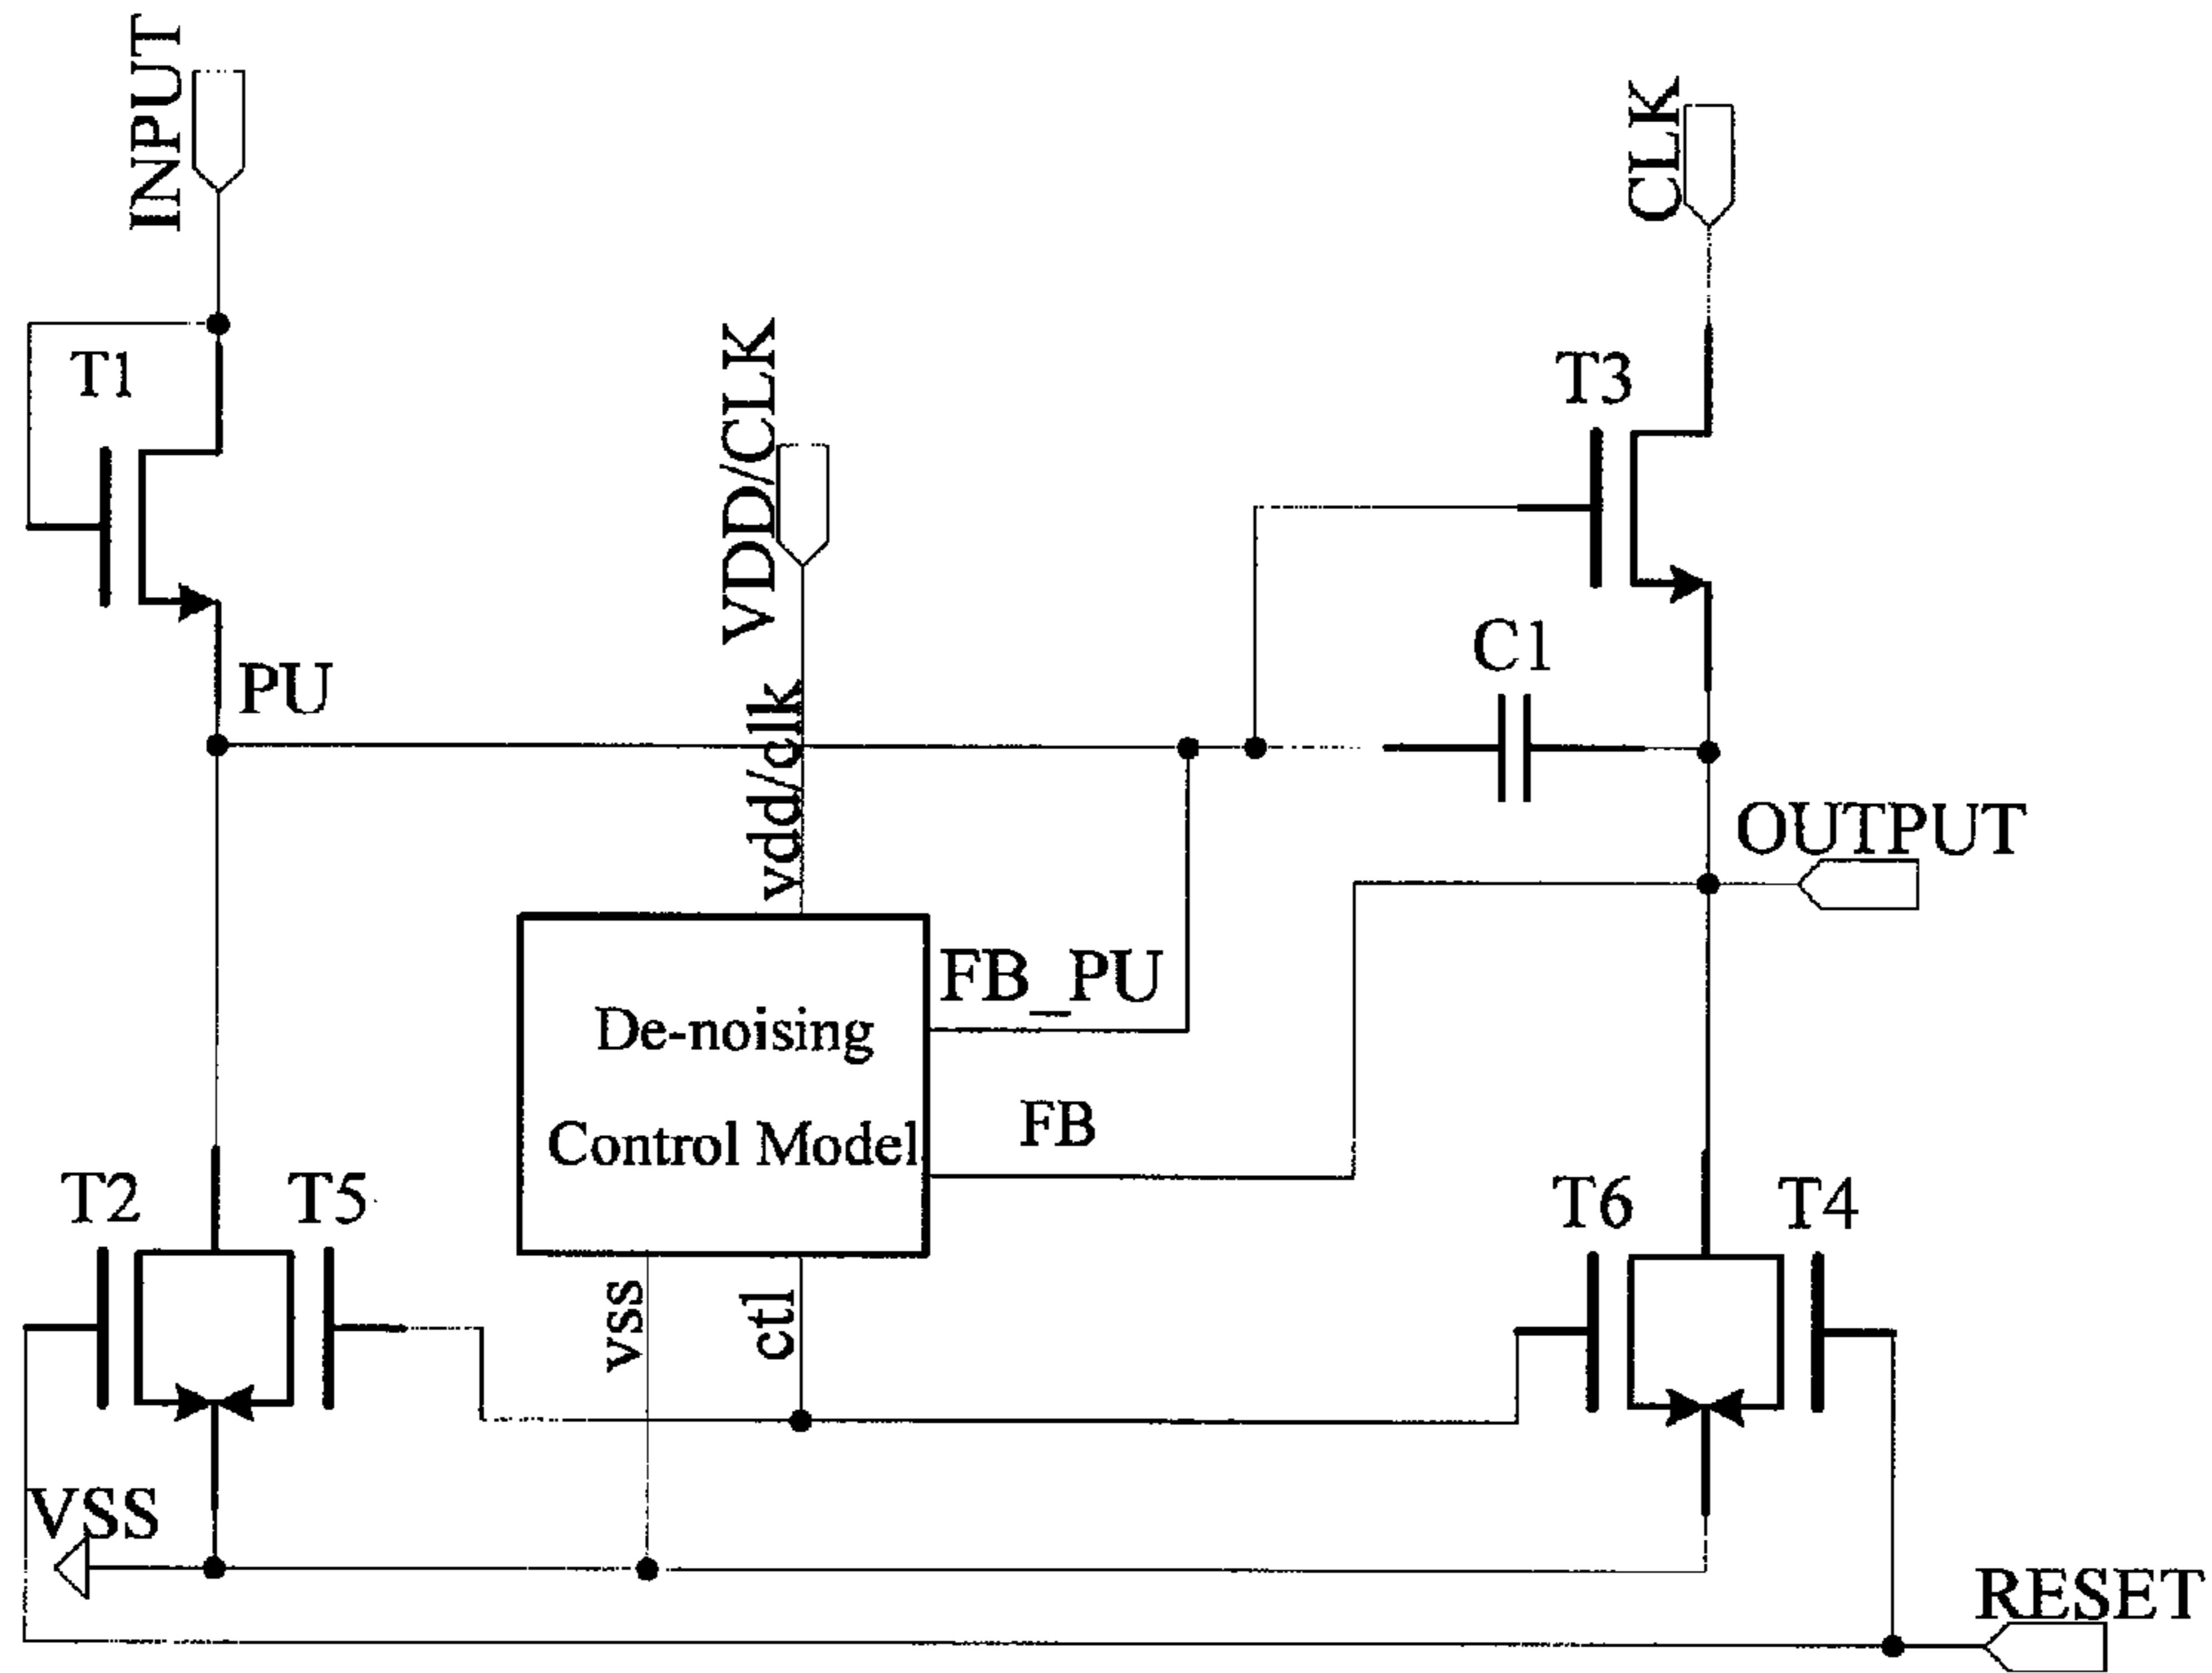 INPUT
CLK
T1
VDD/CLK
T3
C1
PU
vdd/clk
OUTPUT
FB_PU
De-noising
Control Model
FB
T2
T5
T6
T4
vss
ctl
VSS
RESET